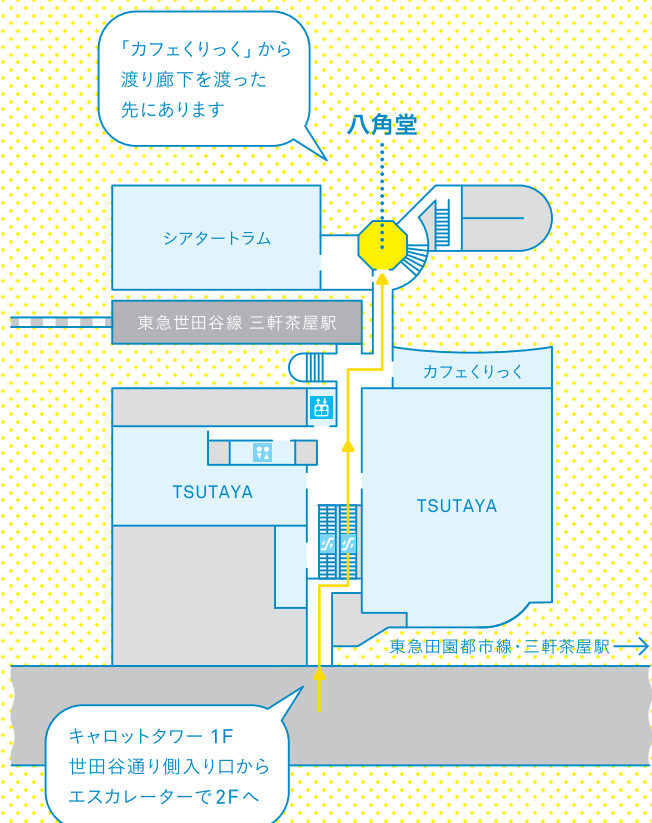 「カフェくりっく」から
渡り廊下を渡った
先にあります
八角堂
シアタートラム
東急世田谷線 三軒茶屋駅
カフェくりっく
TSUTAYA
TSUTAYA
東急田園都市線・三軒茶屋駅
キャロットタワー 1F
世田谷通り側入り口から
エスカレーターで2Fへ